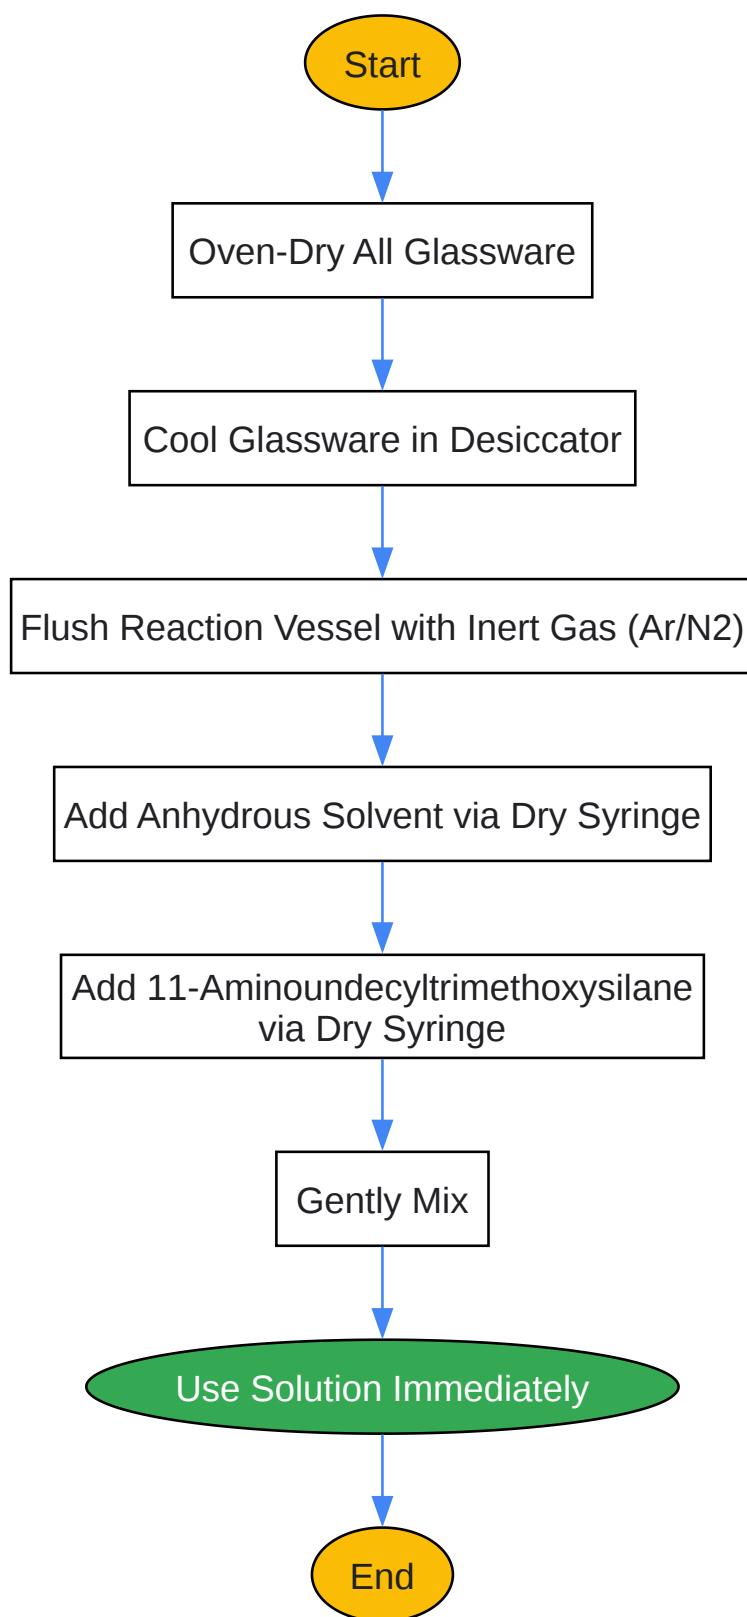 Start
Oven-Dry All Glassware
Cool Glassware in Desiccator
Flush Reaction Vessel with Inert Gas (Ar/N2)
Add Anhydrous Solvent via Dry Syringe
Add 11-Aminoundecyltrimethoxysilane
via Dry Syringe
Gently Mix
Use Solution Immediately
End